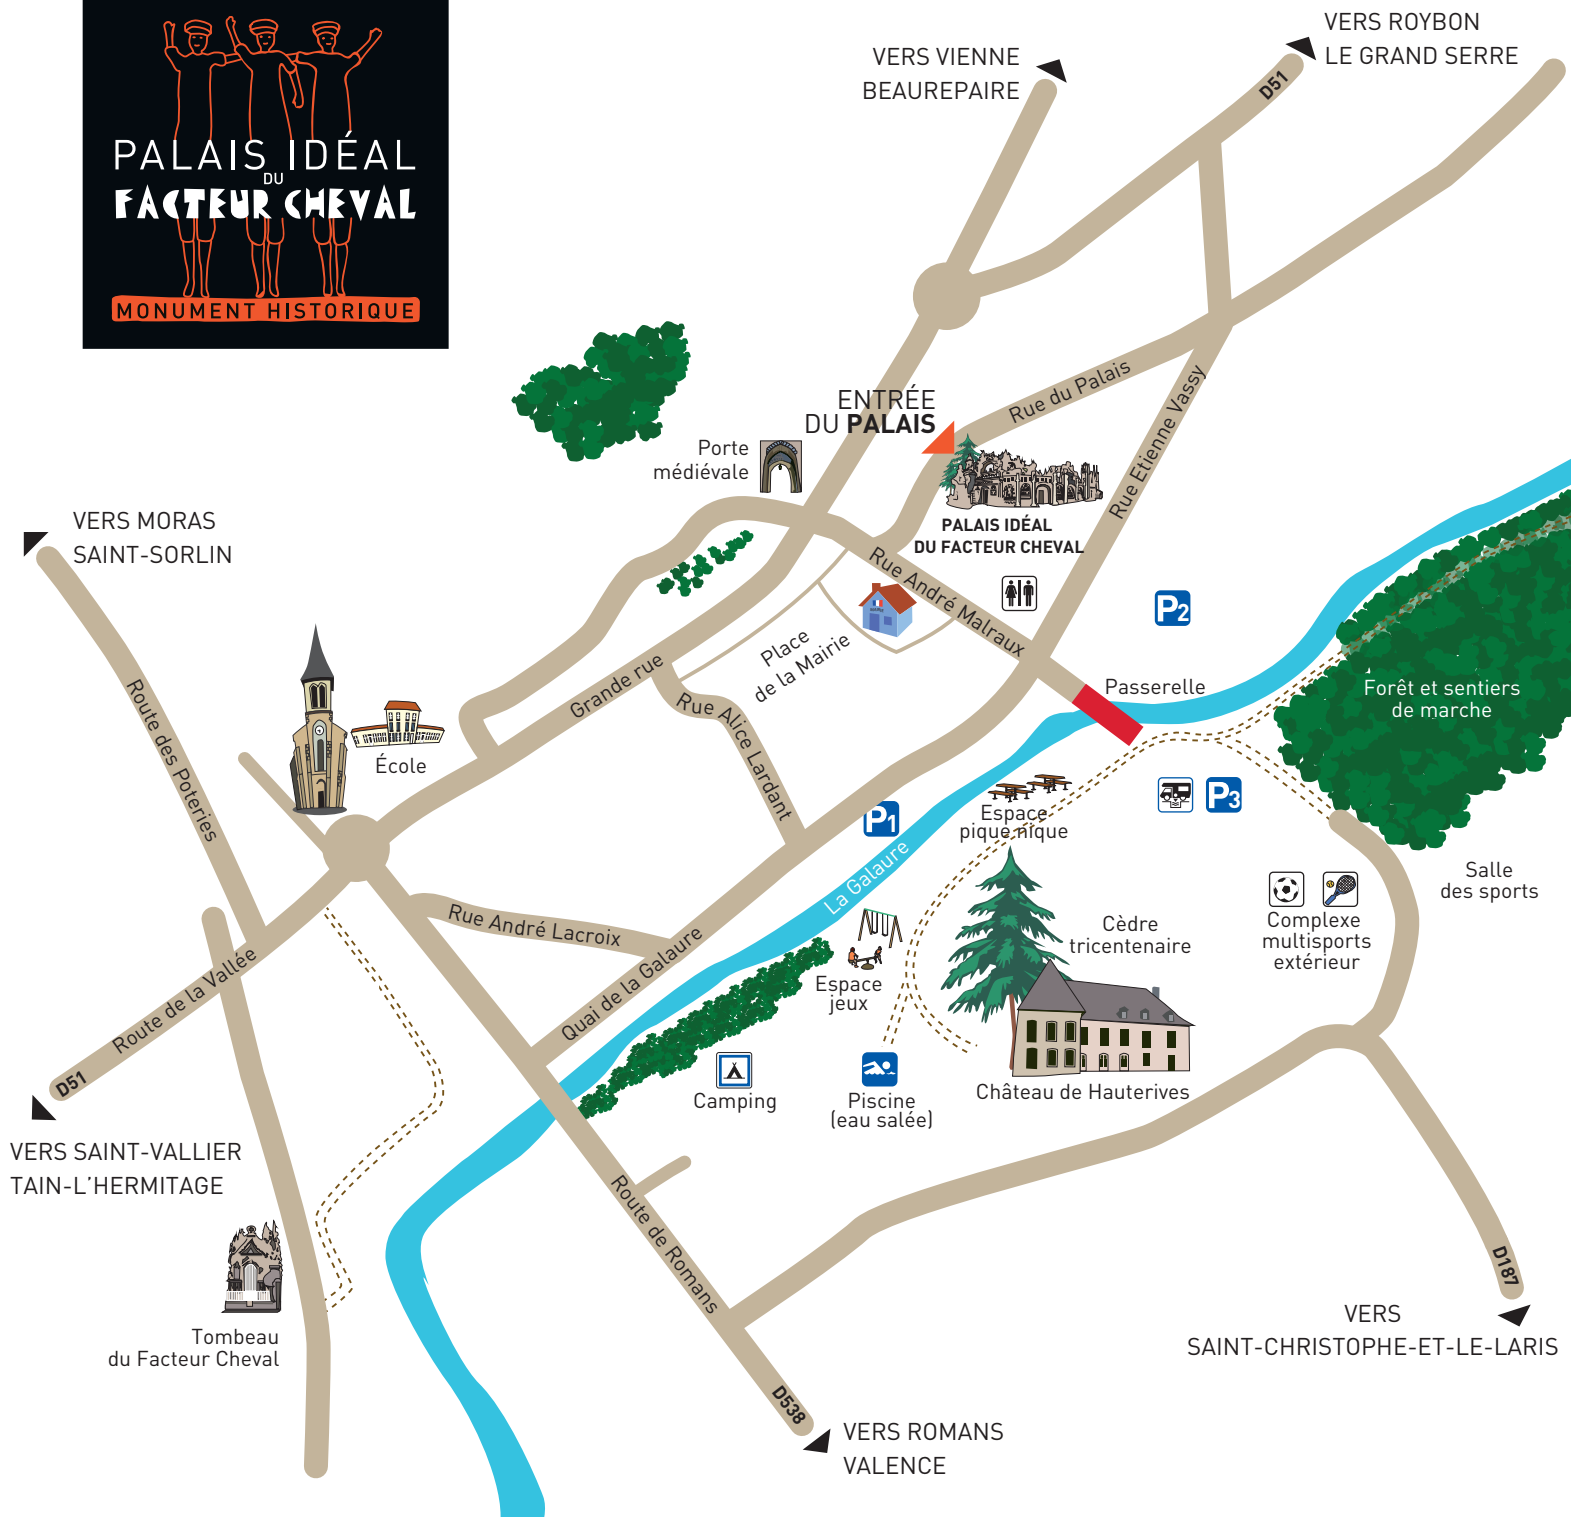 PALAIS IDÉAL
DU
FACTEUR CHEVAL
MONUMENT HISTORIQUE
VERS VIENNE
BEAUREPAIRE
VERS ROYBON
LE GRAND SERRE
D51
ENTRÉE
DU PALAIS
Rue du Palais
Rue Etienne Vassy
Porte
médiévale
PALAIS IDÉAL
DU FACTEUR CHEVAL
VERS MORAS
SAINT-SORLIN
Rue André Malraux
P2
Place
de la Mairie
Passerelle
Forêt et sentiers
de marche
Grande rue
Rue Alice Lardant
Route des Poteries
École
P1
Espace
pique nique
P3
La Galaure
Salle
des sports
Complexe
multisports
extérieur
Cèdre
tricentenaire
Rue André Lacroix
Quai de la Galaure
Espace
jeux
Route de la Vallée
D51
Camping
Piscine
(eau salée)
Château de Hauterives
VERS SAINT-VALLIER
TAIN-L'HERMITAGE
Route de Romans
Tombeau
du Facteur Cheval
D187
VERS
SAINT-CHRISTOPHE-ET-LE-LARIS
D538
VERS ROMANS
VALENCE